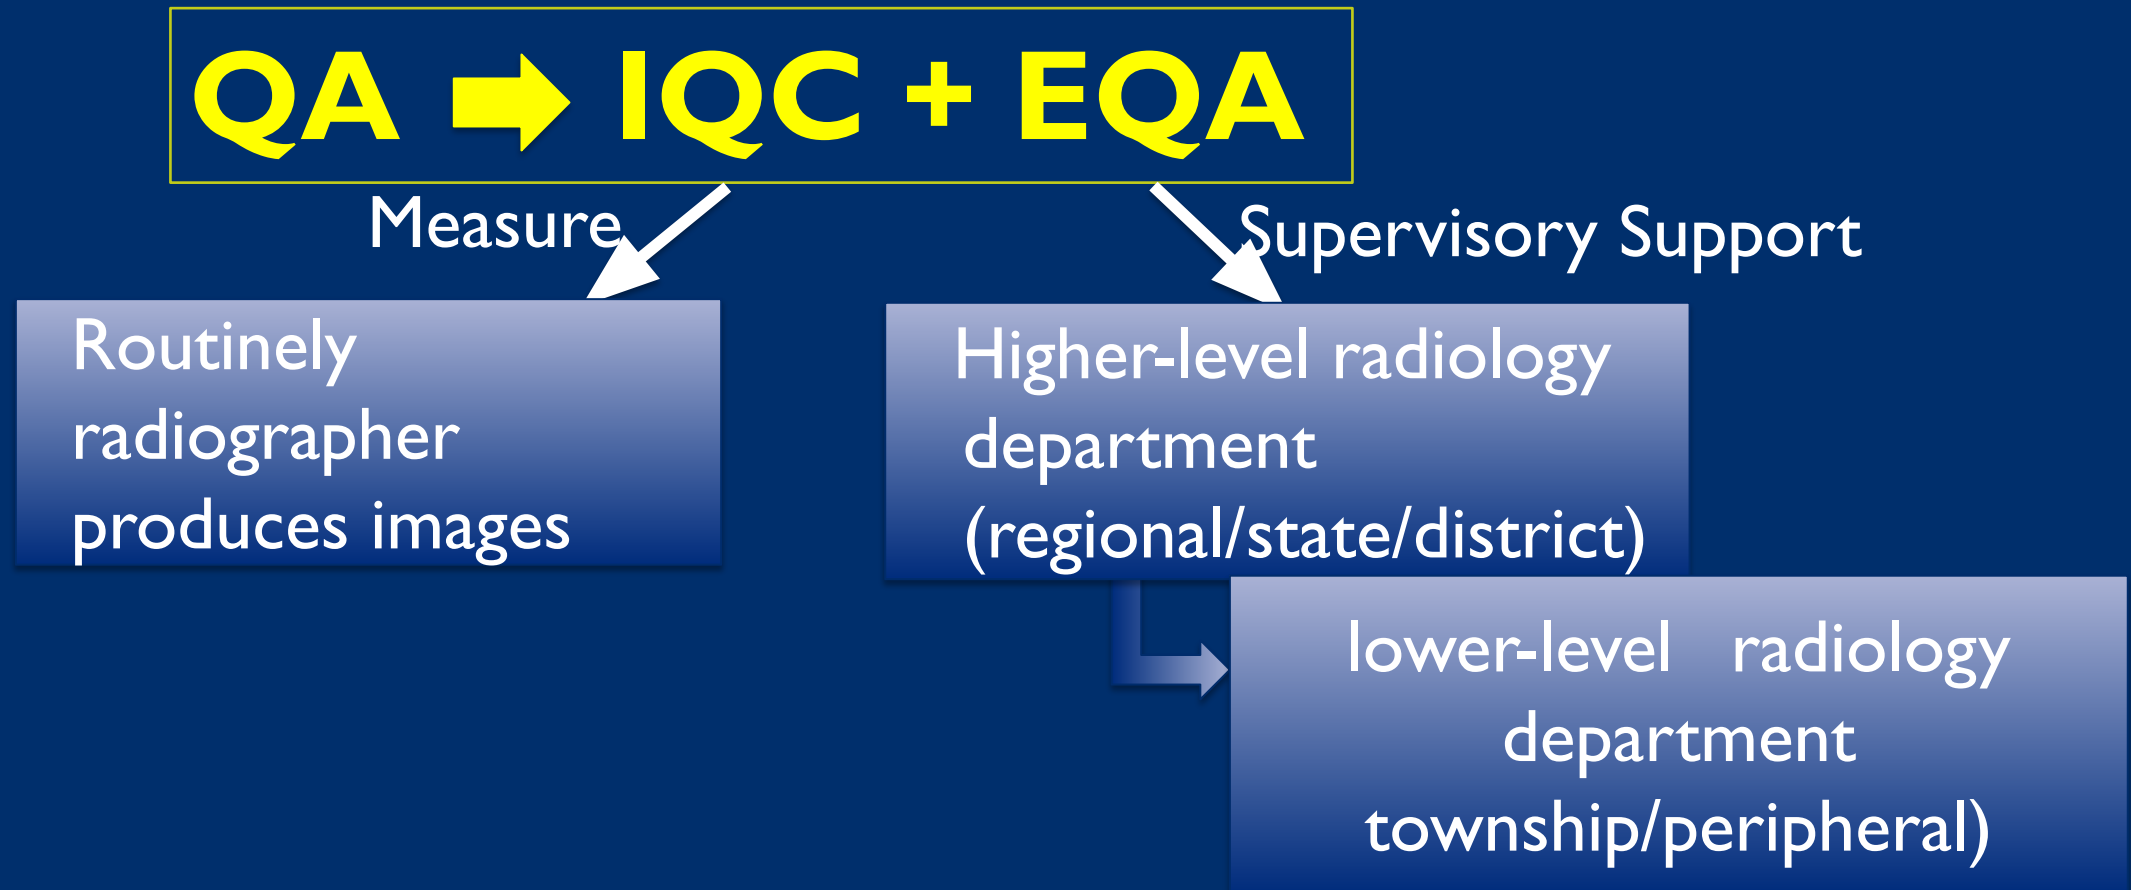 QA IQC + EQA
Measure
Supervisory Support
Routinely
radiographer
produces images
Higher-level radiology
department
(regional/state/district)
lower-level radiology
department
township/peripheral)